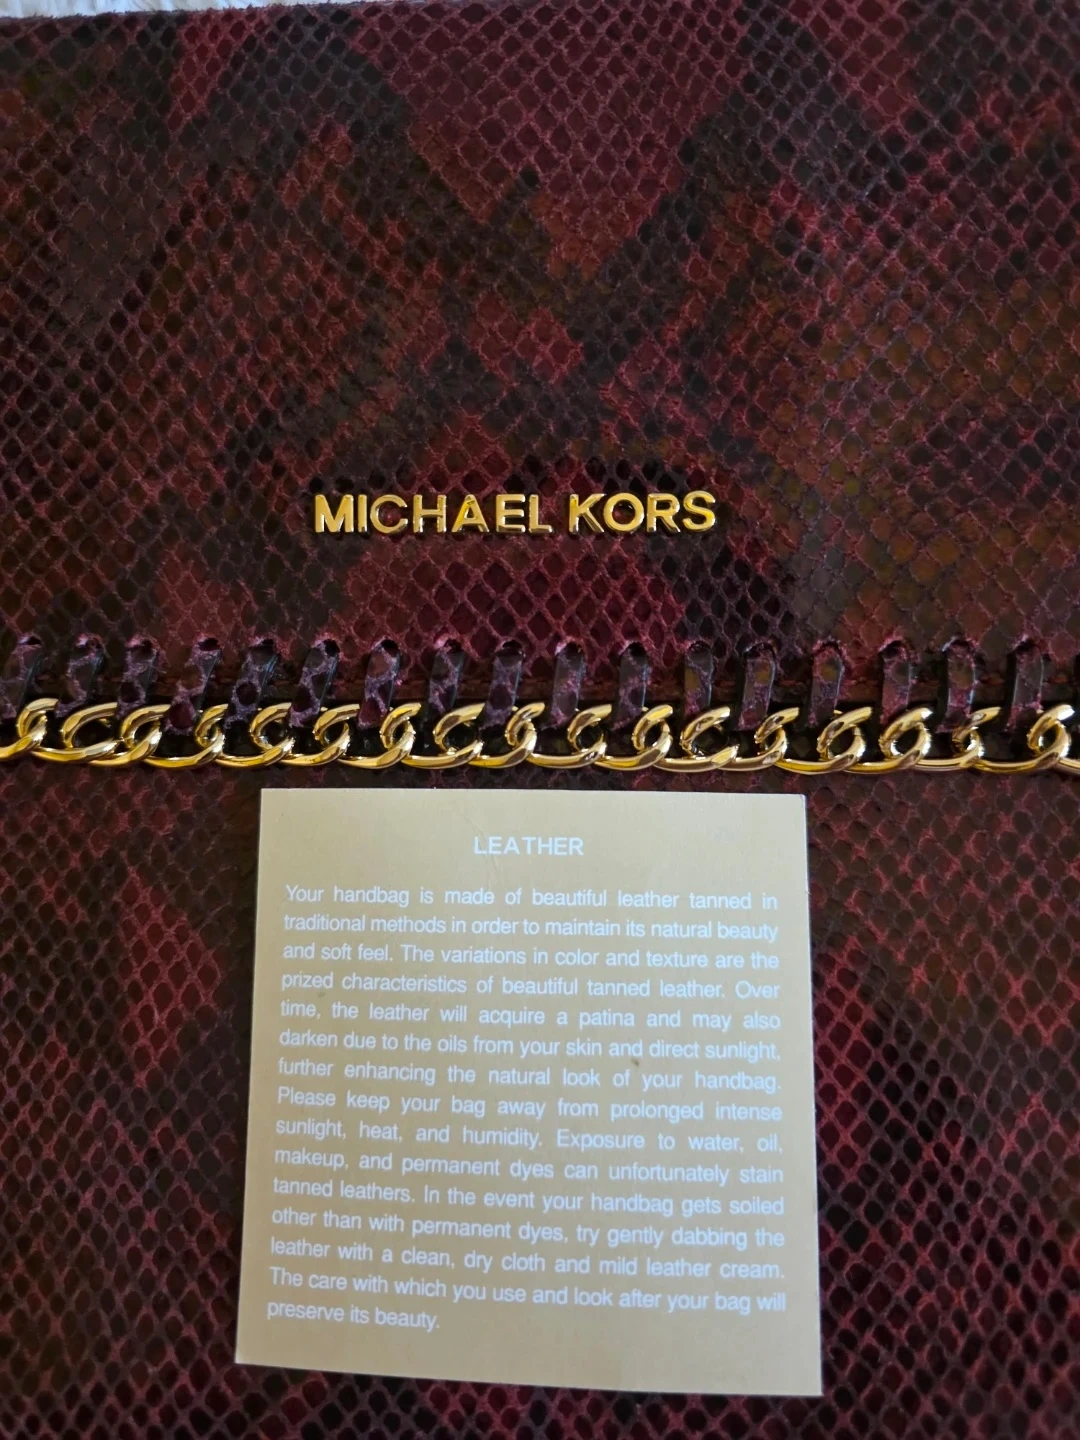 MICHAEL KORS
LEATHER
Your handbag is made of beautiful leather tanned in
traditional methods in order to maintain its natural beauty
and soft feel. The variations in color and texture are the
prized characteristics of beautiful tanned leather. Over
time, the leather will acquire a patina and may also
darken due to the oils from your skin and direct sunlight,
further enhancing the natural look of your handbag.
Please keep your bag away from prolonged intense
sunlight, heat, and humidity. Exposure to water, oil,
makeup, and permanent dyes can unfortunately stain
tanned leathers. In the event your handbag gets soiled
other than with permanent dyes, try gently dabbing the
leather with a clean, dry cloth and mild leather cream.
The care with which you use and look after your bag will
preserve its beauty.